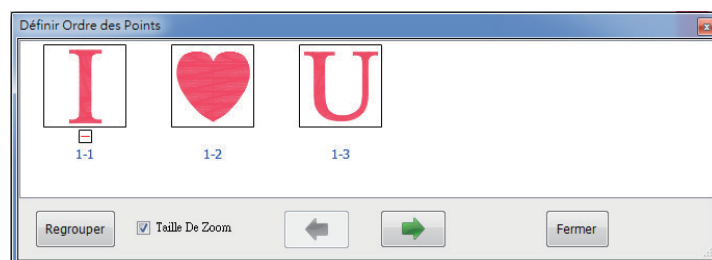 Définir Ordre des Points
I U
1-1 1-2 1-3
Regrouper Taille De Zoom Fermer